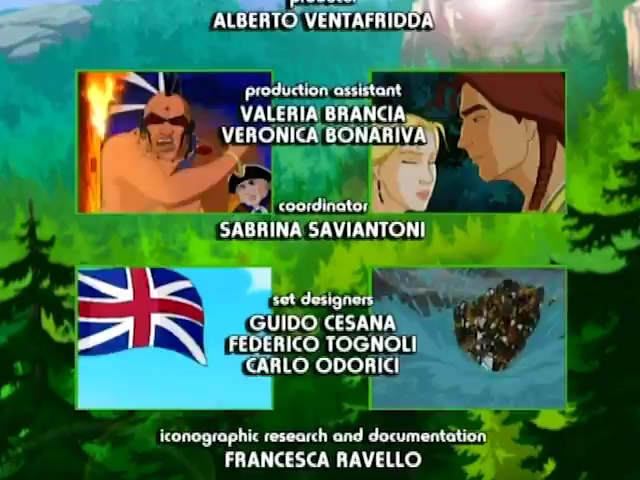 ALBERTO VENTAFRIDDA
production assistant
VALERIA BRANCIA
VERONICA BONARIVA
coordinator
SABRINA SAVIANTONI
set designers
GUIDO CESANA
FEDERICO TOGNOLI
CARLO ODORICI
iconographic research and documentation
FRANCESCA RAVELLO